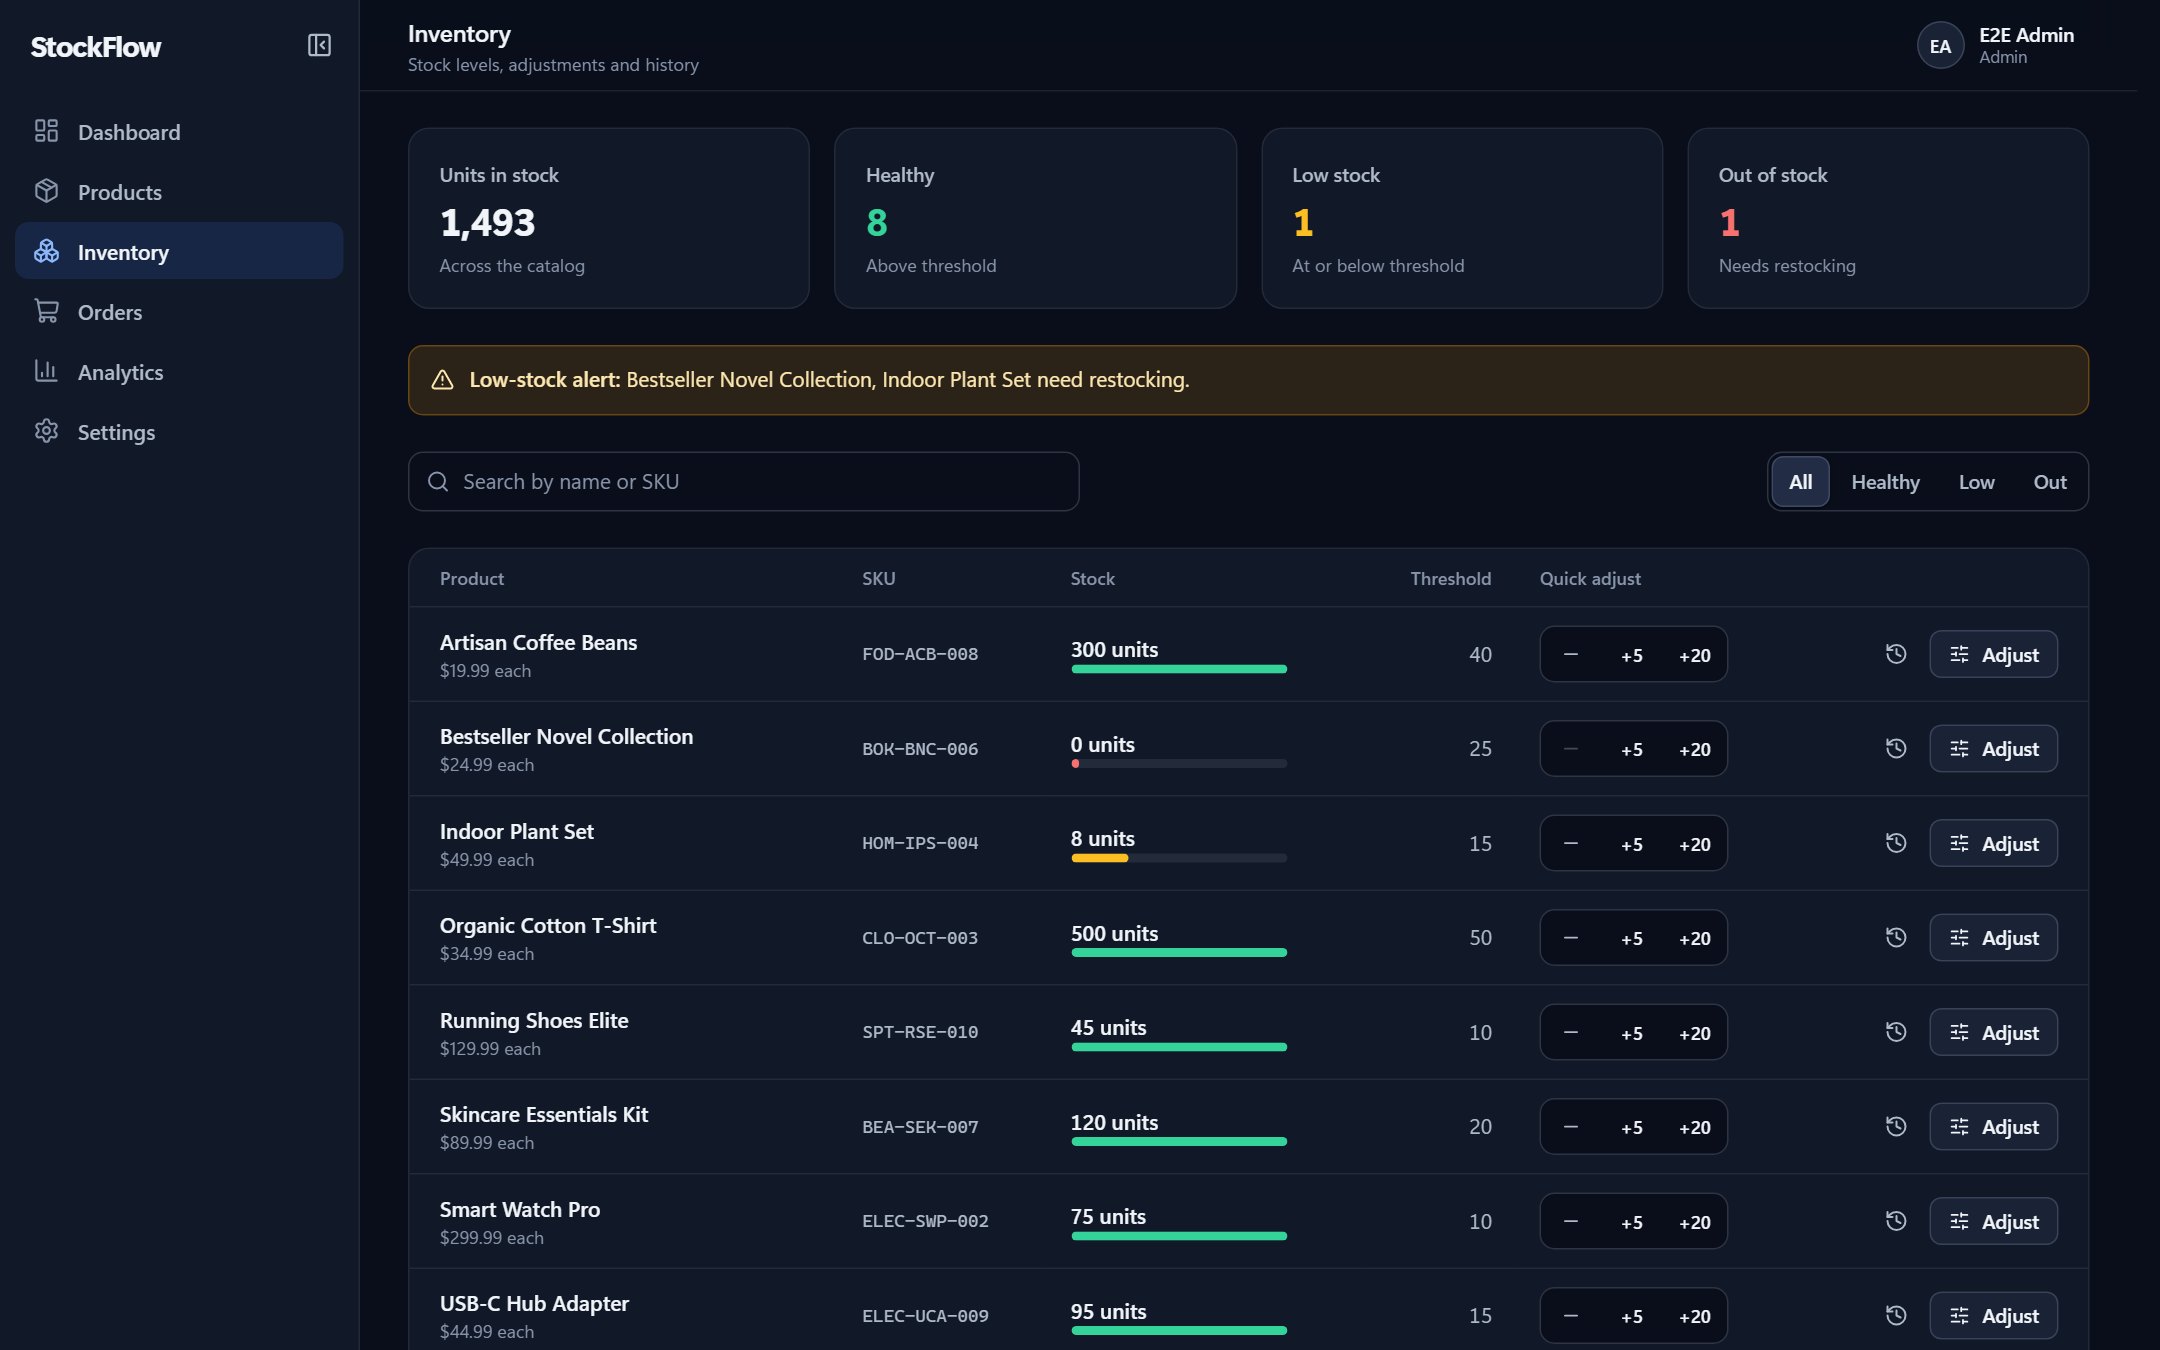 StockFlow
Dashboard
Products
Inventory
Orders
Analytics
Settings
Inventory
Stock levels, adjustments and history
EA
E2E Admin
Admin
Units in stock
1,493
Across the catalog
Healthy
8
Above threshold
Low stock
1
At or below threshold
Out of stock
1
Needs restocking
Low-stock alert: Bestseller Novel Collection, Indoor Plant Set need restocking.
Search by name or SKU
All Healthy Low Out
Product SKU Stock Threshold Quick adjust
Artisan Coffee Beans
$19.99 each
FOD-ACB-008
300 units
40
− +5 +20
Adjust
Bestseller Novel Collection
$24.99 each
BOK-BNC-006
0 units
25
− +5 +20
Adjust
Indoor Plant Set
$49.99 each
HOM-IPS-004
8 units
15
− +5 +20
Adjust
Organic Cotton T-Shirt
$34.99 each
CLO-OCT-003
500 units
50
− +5 +20
Adjust
Running Shoes Elite
$129.99 each
SPT-RSE-010
45 units
10
− +5 +20
Adjust
Skincare Essentials Kit
$89.99 each
BEA-SEK-007
120 units
20
− +5 +20
Adjust
Smart Watch Pro
$299.99 each
ELEC-SWP-002
75 units
10
− +5 +20
Adjust
USB-C Hub Adapter
$44.99 each
ELEC-UCA-009
95 units
15
− +5 +20
Adjust